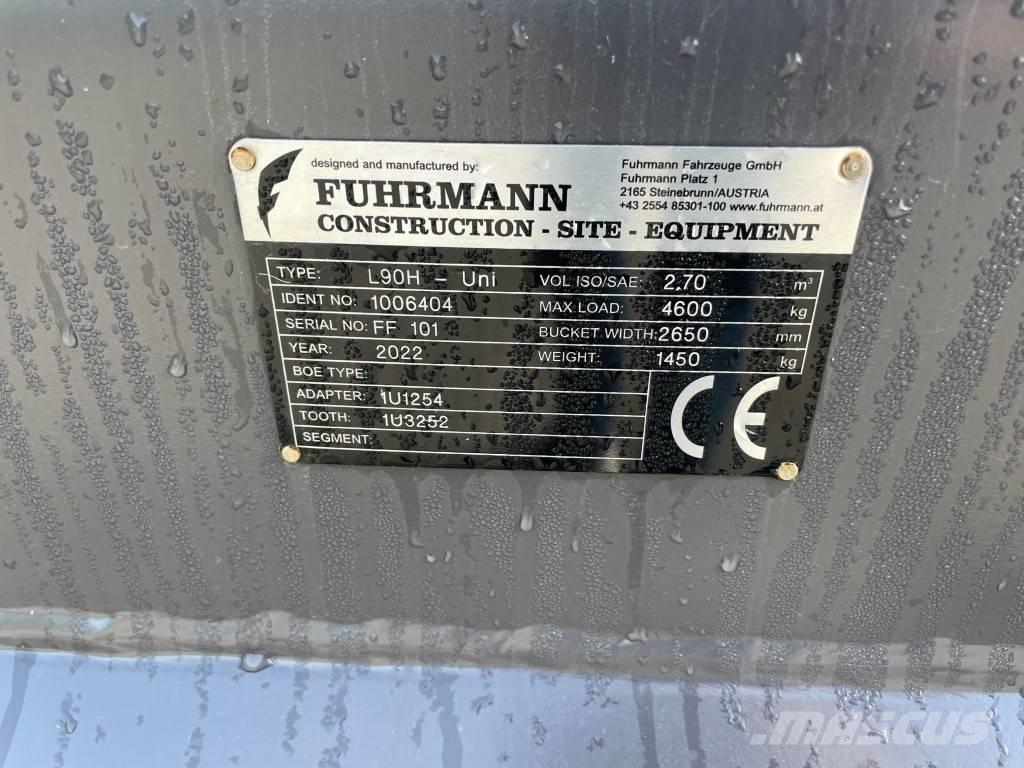 designed and manufactured by:
FUHRMANN
CONSTRUCTION - SITE - EQUIPMENT
Fuhrmann Fahrzeuge GmbH
Fuhrmann Platz 1
2165 Steinebrunn/AUSTRIA
+43 2554 85301-100 www.fuhrmann.at
TYPE: L90H - Uni
IDENT NO: 1006404
SERIAL NO: FF 101
YEAR: 2022
BOE TYPE:
ADAPTER: 1U1254
TOOTH: 1U3252
SEGMENT:
VOL ISO/SAE: 2.70 m³
MAX LOAD: 4600 kg
BUCKET WIDTH: 2650 mm
WEIGHT: 1450 kg
CE
MASCUS